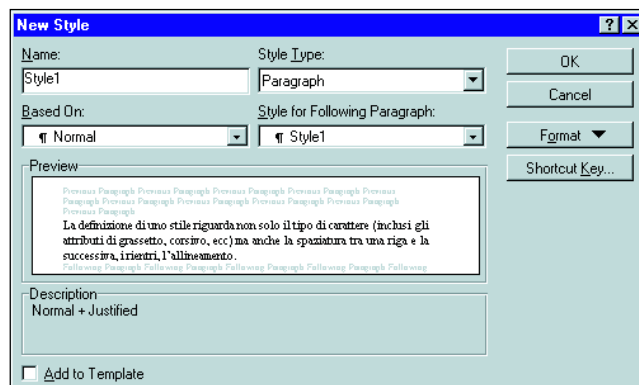 New Style
Name: Style Type:
Style1 Paragraph OK
Cancel
Based On: Style for Following Paragraph:
¶ Normal ¶ Style1 Format
Shortcut Key...
Preview
Previous Paragraph Previous Paragraph Previous Paragraph Previous Paragraph Previous
Paragraph Previous Paragraph Previous Paragraph Previous Paragraph Previous Paragraph
Previous Paragraph
La definizione di uno stile riguarda non solo il tipo di carattere (inclusi gli
attributi di grassetto, corsivo, ecc) ma anche la spaziatura tra una riga e la
successiva, i rientri, l'allineamento.
Following Paragraph Following Paragraph Following Paragraph Following Paragraph Following
Description
Normal + Justified
Add to Template